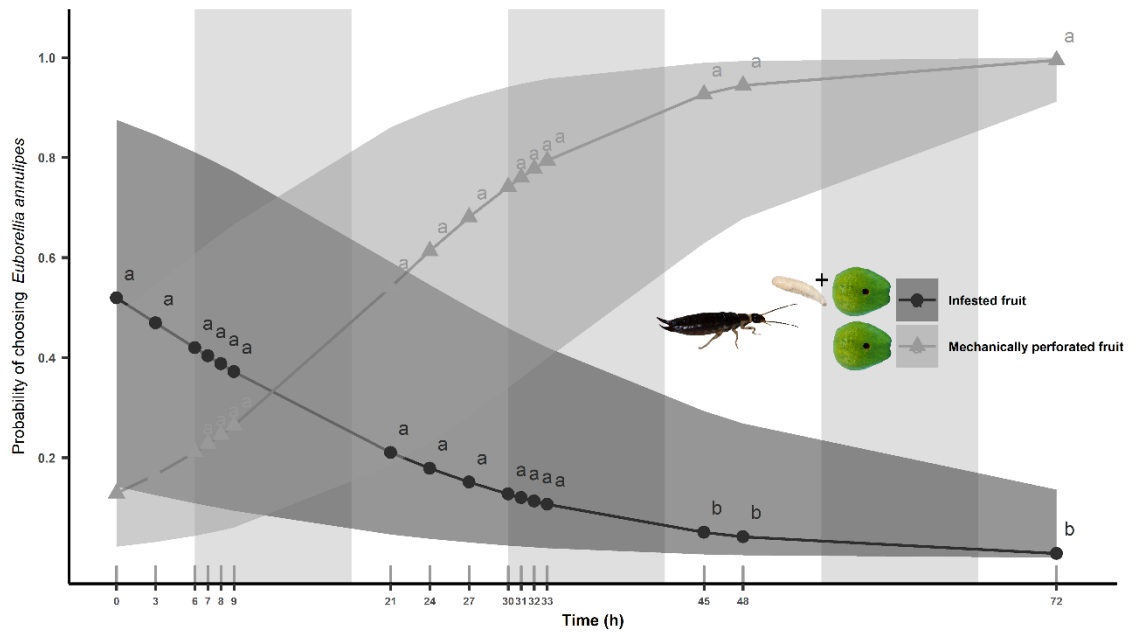 Probability of choosing Euborellia annulipes
1.0
0.8
0.6
0.4
0.2
a
a a
a a a a
a
a
a
a a a a
a
a
a a a a
a
a
a
a a a a
b
b
b
+
Infested fruit
Mechanically perforated fruit
0 3 6 7 8 9 21 24 27 30 31 32 33 45 48 72
Time (h)